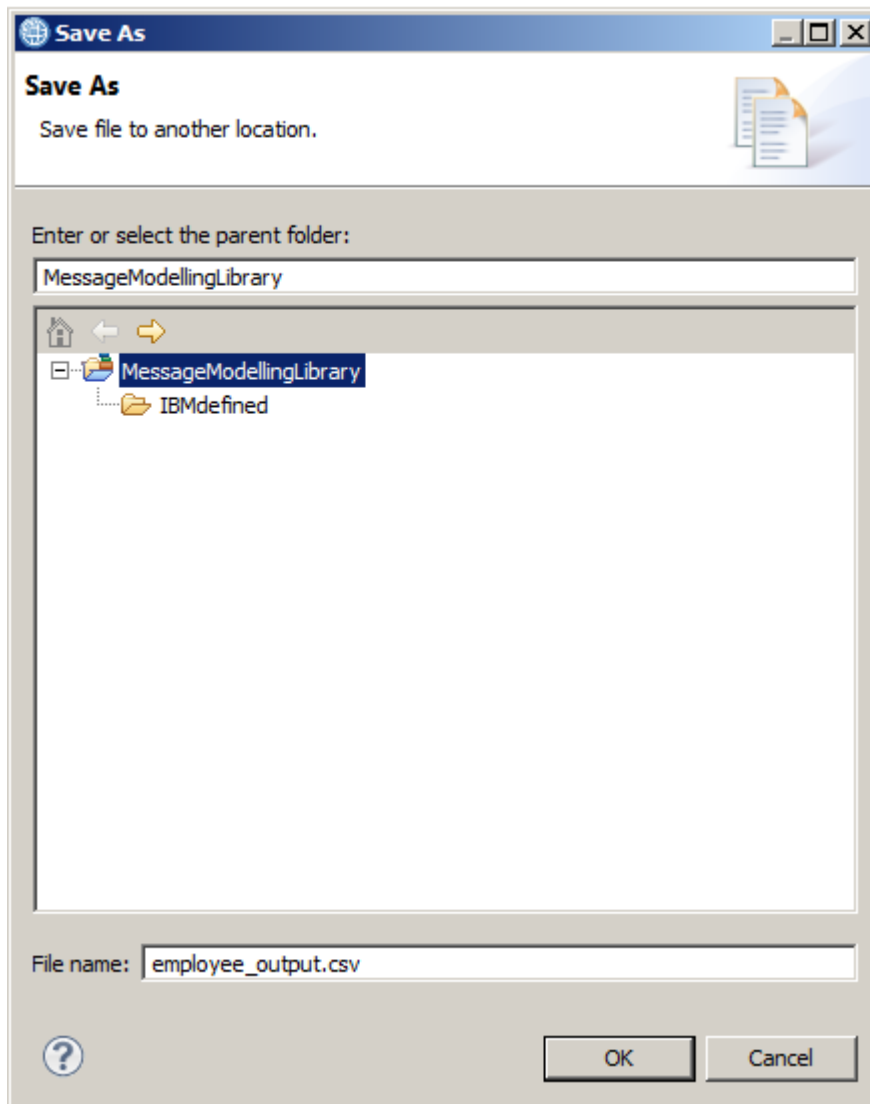 Save As
Save As
Save file to another location.
Enter or select the parent folder:
MessageModellingLibrary
MessageModellingLibrary
IBMdefined
File name: employee_output.csv
? OK Cancel